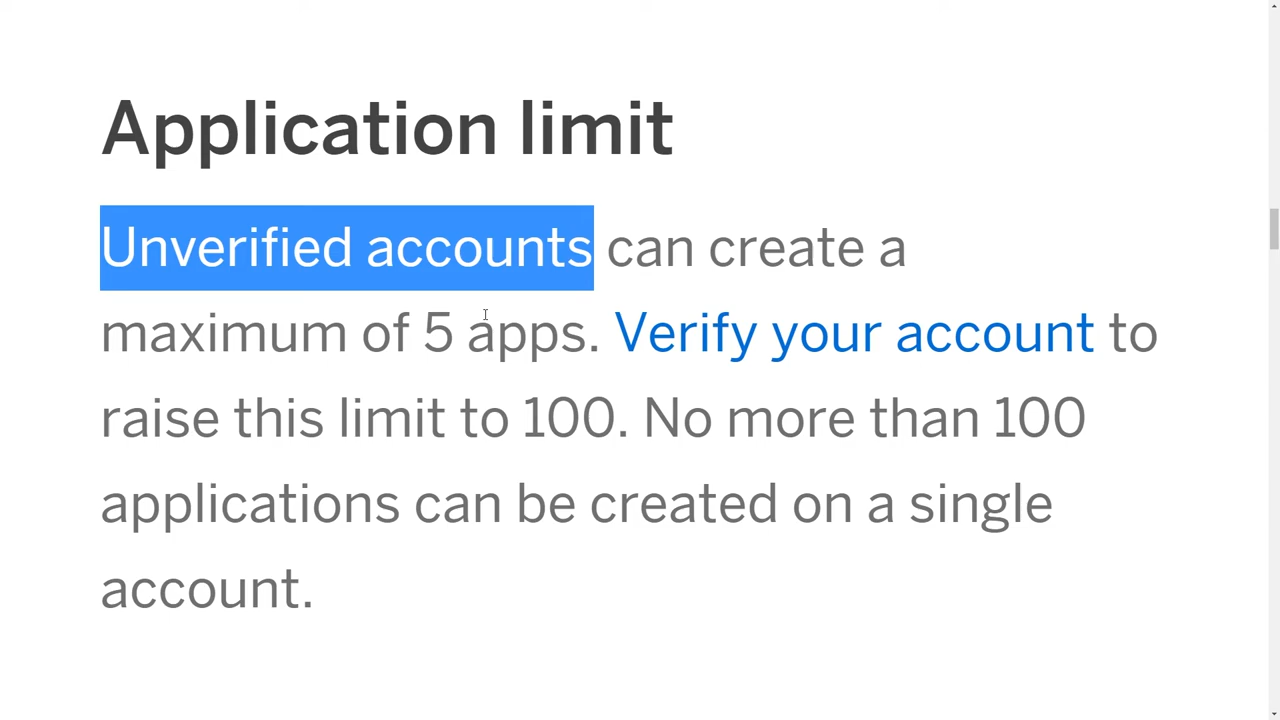 Application limit
Unverified accounts can create a
maximum of 5 apps. Verify your account to
raise this limit to 100. No more than 100
applications can be created on a single
account.